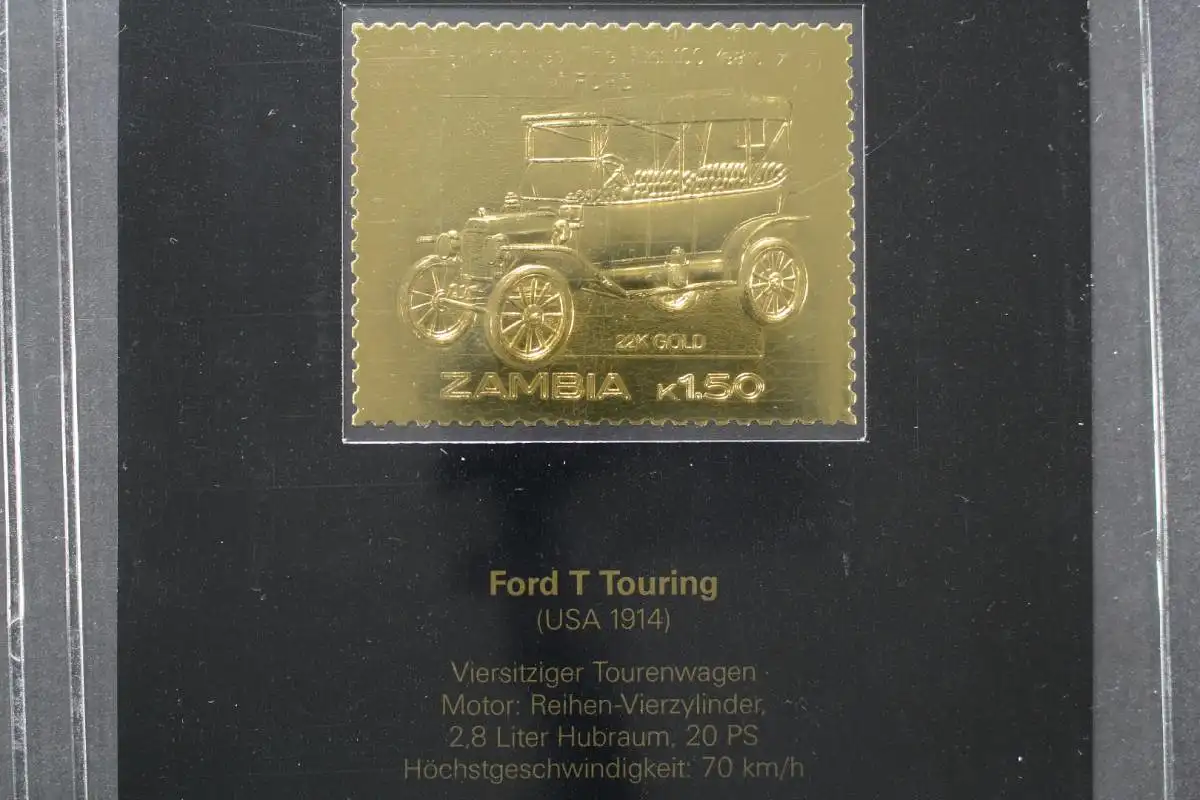 22K GOLD
ZAMBIA K1.50
Ford T Touring
(USA 1914)
Viersitziger Tourenwagen
Motor: Reihen-Vierzylinder,
2,8 Liter Hubraum, 20 PS
Höchstgeschwindigkeit: 70 km/h